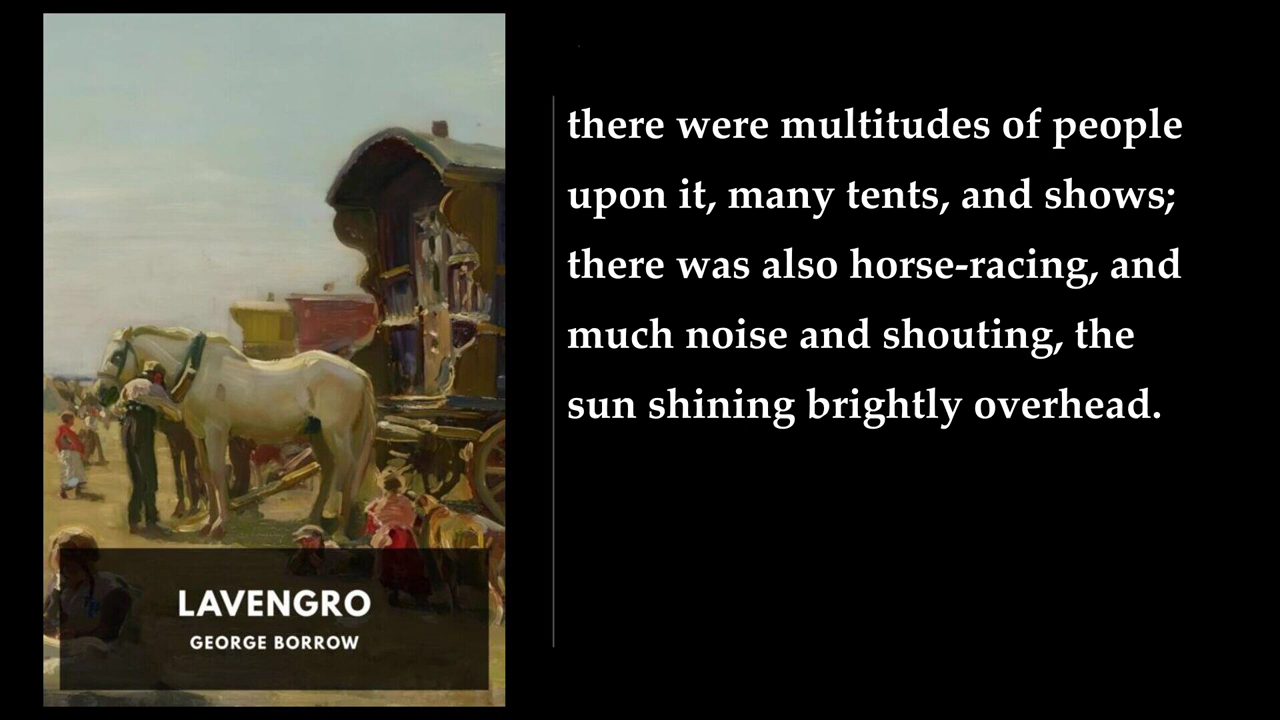 there were multitudes of people
upon it, many tents, and shows;
there was also horse-racing, and
much noise and shouting, the
sun shining brightly overhead.
LAVENGRO
GEORGE BORROW